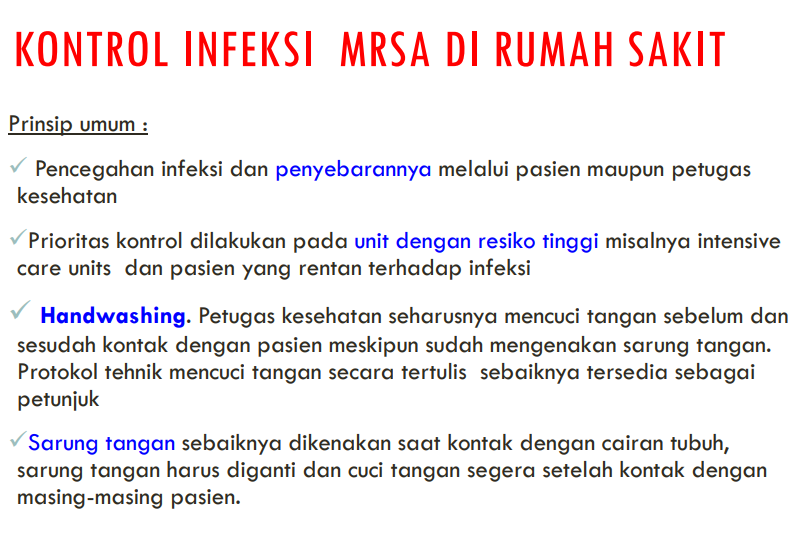 KONTROL INFEKSI MRSA DI RUMAH SAKIT
Prinsip umum :
✓ Pencegahan infeksi dan penyebarannya melalui pasien maupun petugas
kesehatan
✓Prioritas kontrol dilakukan pada unit dengan resiko tinggi misalnya intensive
care units dan pasien yang rentan terhadap infeksi
✓ Handwashing. Petugas kesehatan seharusnya mencuci tangan sebelum dan
sesudah kontak dengan pasien meskipun sudah mengenakan sarung tangan.
Protokol tehnik mencuci tangan secara tertulis sebaiknya tersedia sebagai
petunjuk
✓Sarung tangan sebaiknya dikenakan saat kontak dengan cairan tubuh,
sarung tangan harus diganti dan cuci tangan segera setelah kontak dengan
masing-masing pasien.